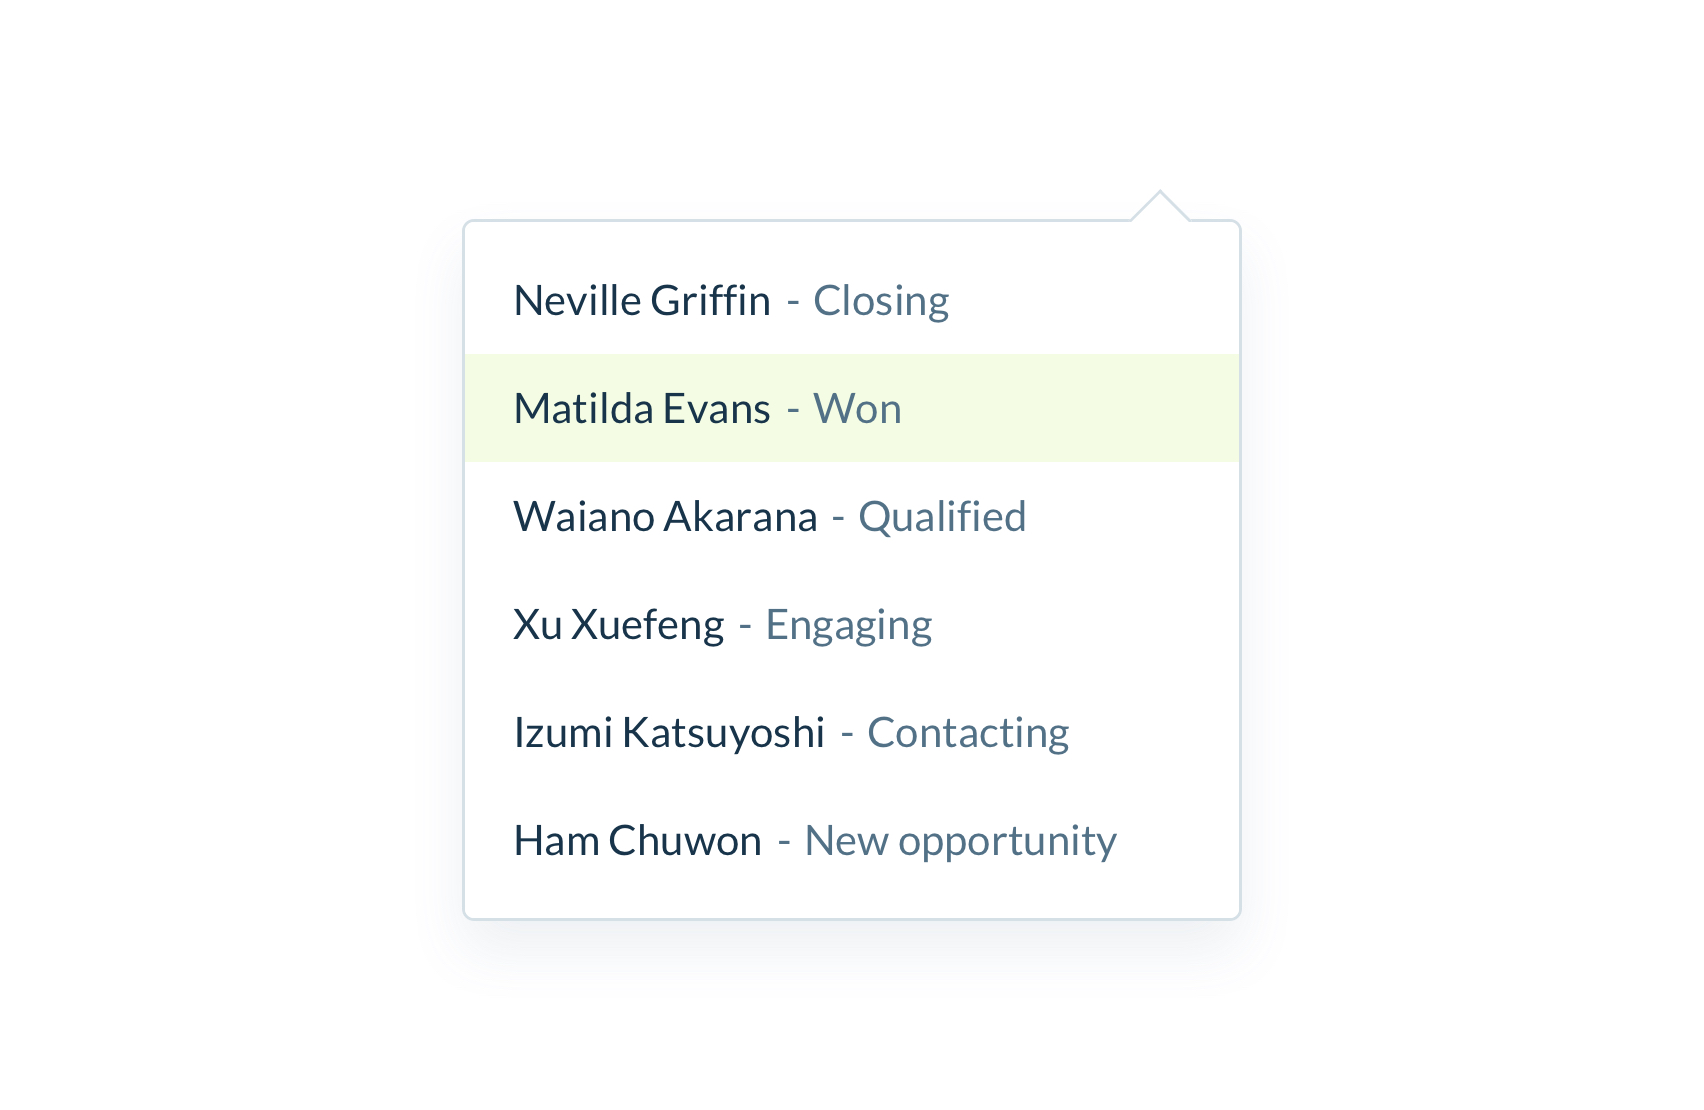 Neville Griffin - Closing
Matilda Evans - Won
Waiano Akarana - Qualified
Xu Xuefeng - Engaging
Izumi Katsuyoshi - Contacting
Ham Chuwon - New opportunity